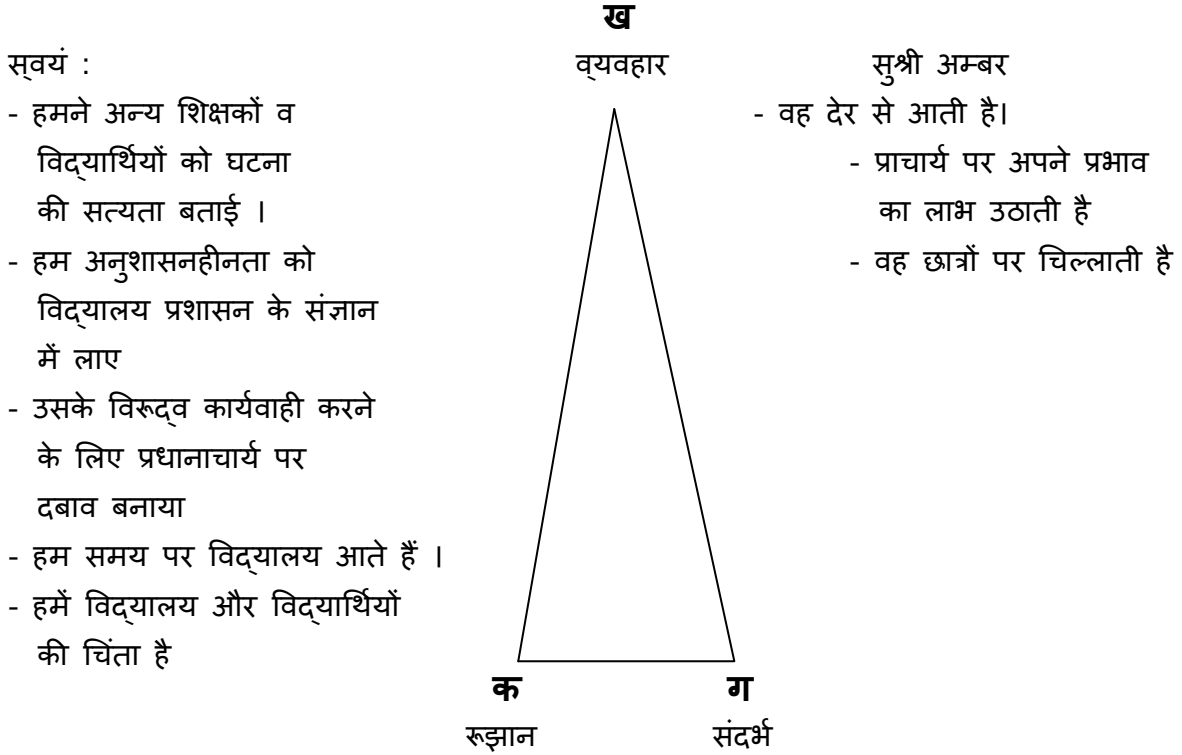 ख
स्वयं :
व्यवहार
सुश्री अम्बर
- हमने अन्य शिक्षकों व
विद्यार्थियों को घटना
की सत्यता बताई ।
- हम अनुशासनहीनता को
विद्यालय प्रशासन के संज्ञान
में लाए
- उसके विरूद्व कार्यवाही करने
के लिए प्रधानाचार्य पर
दबाव बनाया
- हम समय पर विद्यालय आते हैं ।
- हमें विद्यालय और विद्यार्थियों
की चिंता है
- वह देर से आती है।
- प्राचार्य पर अपने प्रभाव
का लाभ उठाती है
- वह छात्रों पर चिल्लाती है
क
रूझान
ग
संदर्भ